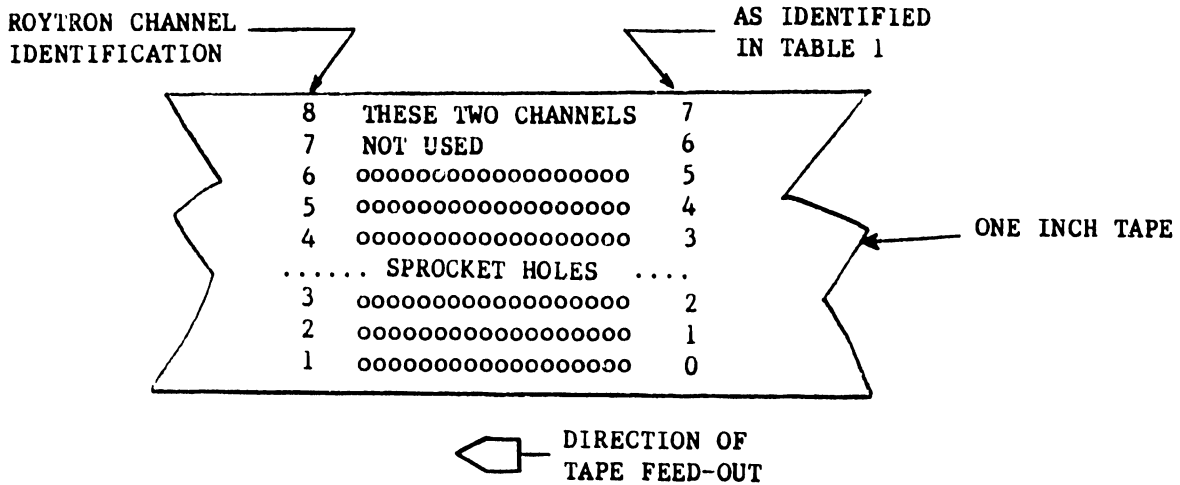 ROYTRON CHANNEL
IDENTIFICATION
AS IDENTIFIED
IN TABLE 1
8 THESE TWO CHANNELS 7
7 NOT USED 6
6 oooooooooooooooooo 5
5 oooooooooooooooooo 4
4 oooooooooooooooooo 3
...... SPROCKET HOLES ....
3 oooooooooooooooooo 2
2 oooooooooooooooooo 1
1 oooooooooooooooooo 0
ONE INCH TAPE
DIRECTION OF
TAPE FEED-OUT